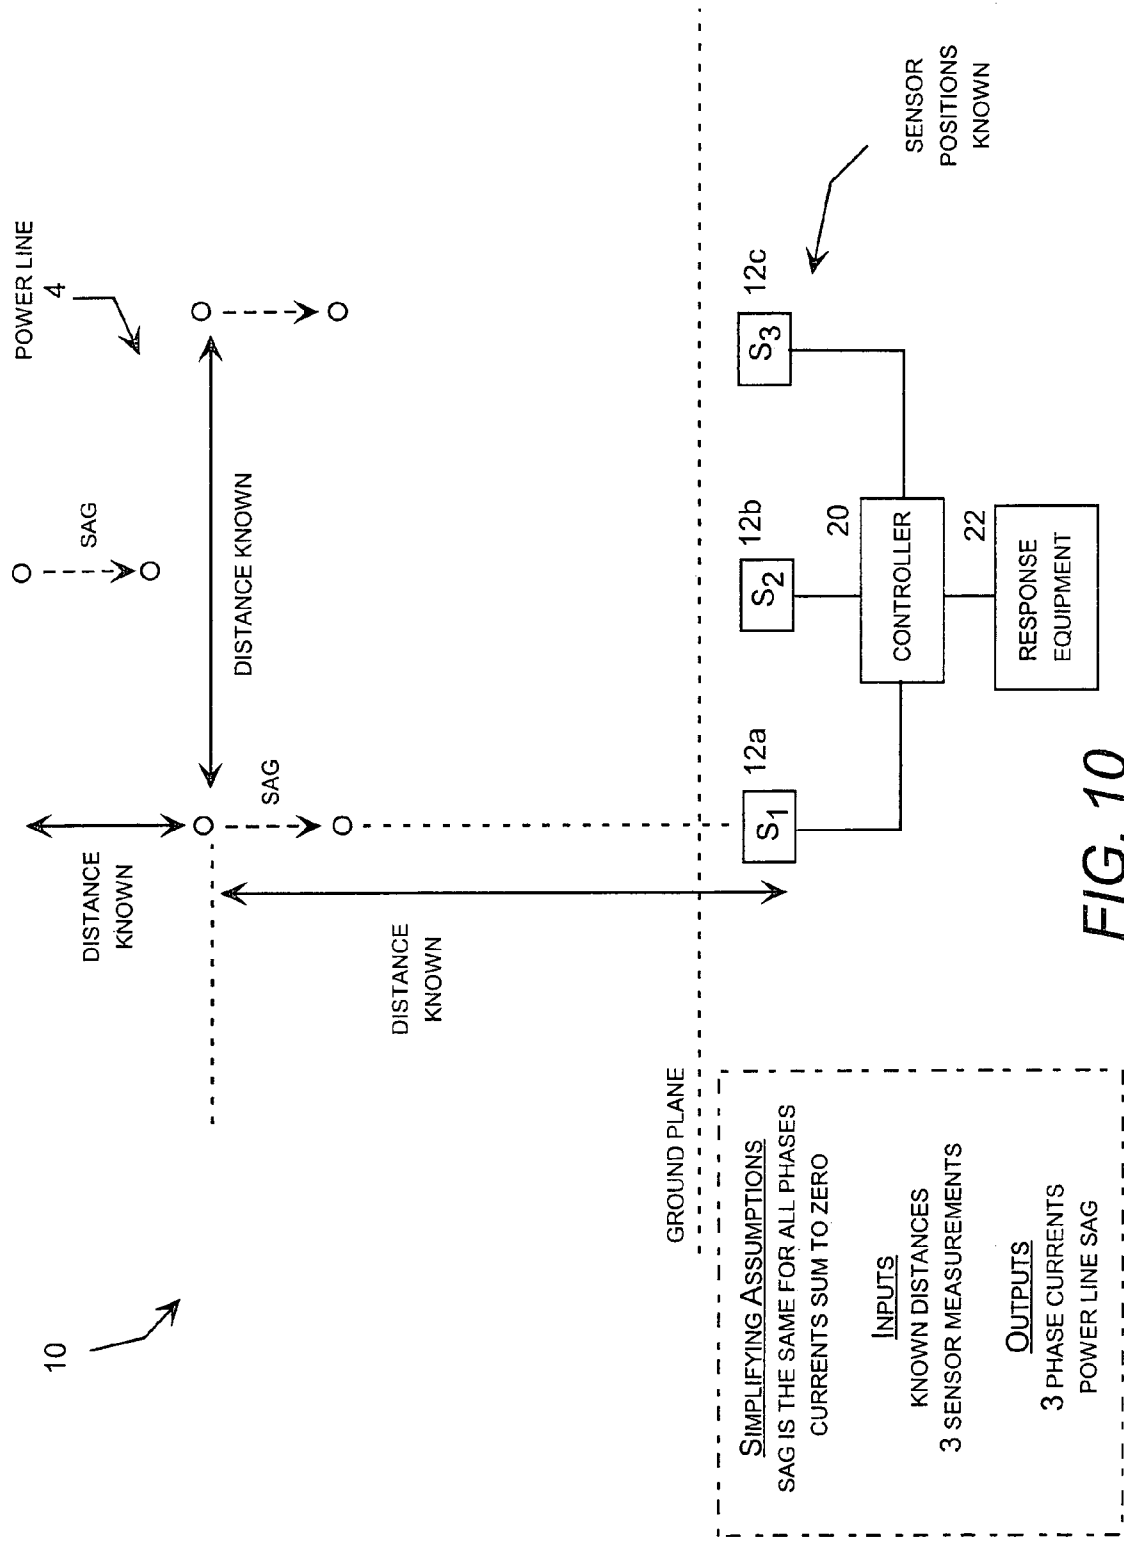 10
POWER LINE
4
DISTANCE
KNOWN
SAG
DISTANCE KNOWN
SAG
DISTANCE
KNOWN
GROUND PLANE
SENSOR
POSITIONS
KNOWN
12a
S1
12b
S2
12c
S3
20
CONTROLLER
22
RESPONSE
EQUIPMENT
SIMPLIFYING ASSUMPTIONS
SAG IS THE SAME FOR ALL PHASES
CURRENTS SUM TO ZERO
INPUTS
KNOWN DISTANCES
3 SENSOR MEASUREMENTS
OUTPUTS
3 PHASE CURRENTS
POWER LINE SAG
FIG. 10